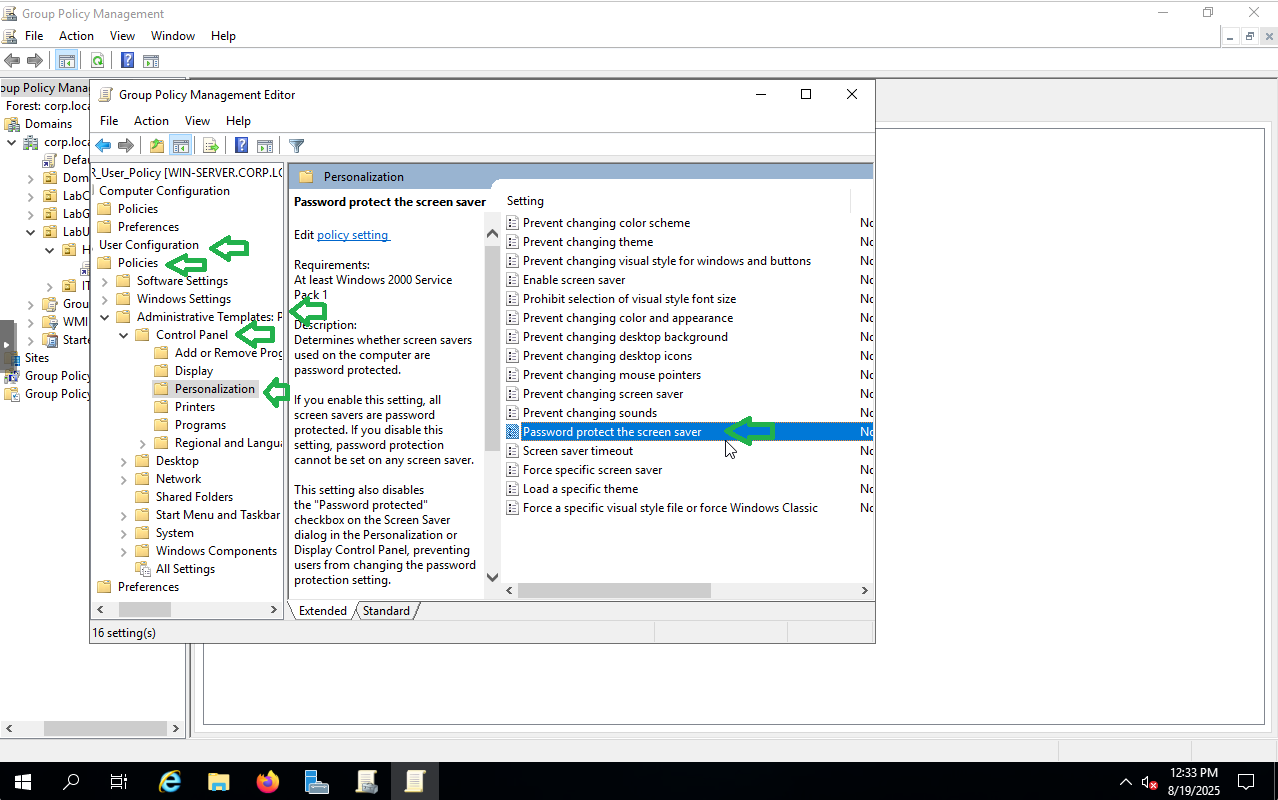 Group Policy Management
File Action View Window Help
oup Policy Mana
Forest: corp.loca
Domains
corp.loca
Defau
Dom
LabC
LabG
LabU
H
IT
Grou
WMI
Starte
Sites
Group Policy
Group Policy
Group Policy Management Editor
File Action View Help
R_User_Policy [WIN-SERVER.CORP.LO
Computer Configuration
Policies
Preferences
User Configuration
Policies
Software Settings
Windows Settings
Administrative Templates: P
Control Panel
Add or Remove Prog
Display
Personalization
Printers
Programs
Regional and Langua
Desktop
Network
Shared Folders
Start Menu and Taskbar
System
Windows Components
All Settings
Preferences
Personalization
Password protect the screen saver
Edit policy setting
Requirements:
At least Windows 2000 Service
Pack 1
Description:
Determines whether screen savers
used on the computer are
password protected.
If you enable this setting, all
screen savers are password
protected. If you disable this
setting, password protection
cannot be set on any screen saver.
This setting also disables
the "Password protected"
checkbox on the Screen Saver
dialog in the Personalization or
Display Control Panel, preventing
users from changing the password
protection setting.
Setting
Prevent changing color scheme No
Prevent changing theme No
Prevent changing visual style for windows and buttons No
Enable screen saver No
Prohibit selection of visual style font size No
Prevent changing color and appearance No
Prevent changing desktop background No
Prevent changing desktop icons No
Prevent changing mouse pointers No
Prevent changing screen saver No
Prevent changing sounds No
Password protect the screen saver No
Screen saver timeout No
Force specific screen saver No
Load a specific theme No
Force a specific visual style file or force Windows Classic No
Extended Standard
16 setting(s)
12:33 PM
8/19/2025